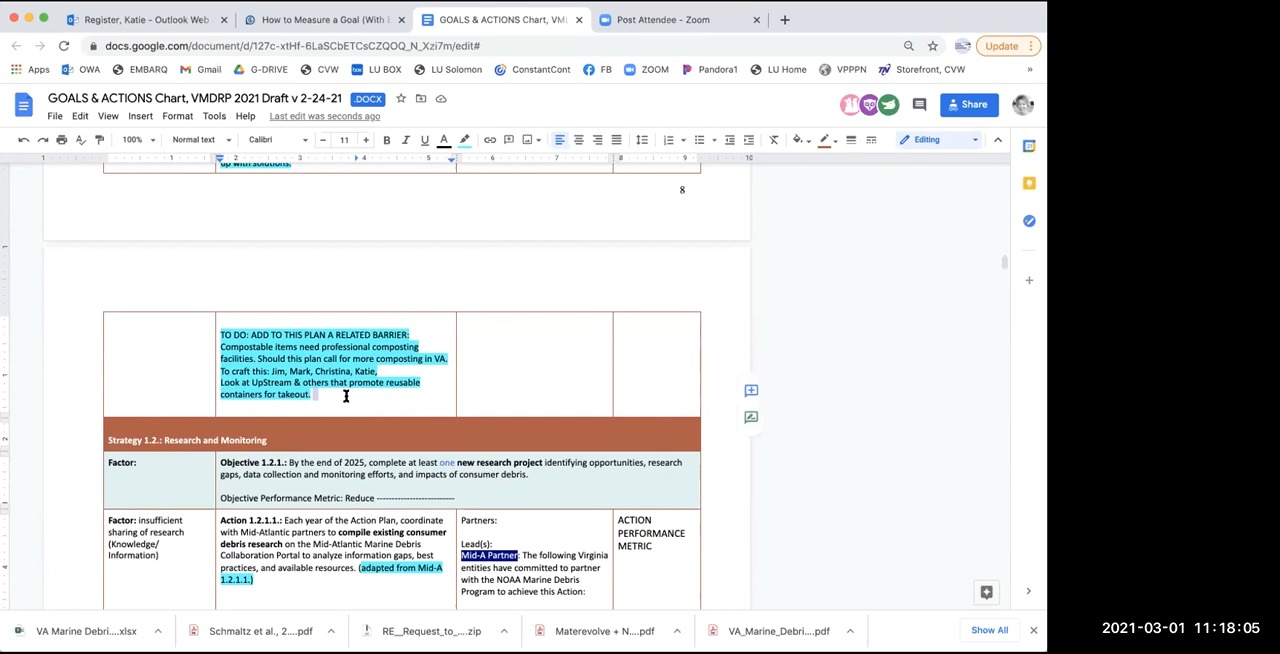 Register, Katie - Outlook Web
How to Measure a Goal (With E
GOALS & ACTIONS Chart, VMI
Post Attendee - Zoom
docs.google.com/document/d/127c-xtHf-6LaSCbETCsCZQOQ_N_Xzi7m/edit#
Update
Apps OWA EMBARQ Gmail G-DRIVE CVW LU BOX LU Solomon ConstantCont FB ZOOM Pandora1 LU Home VPPPN Storefront, CVW »
GOALS & ACTIONS Chart, VMDRP 2021 Draft v 2-24-21 .DOCX
File Edit View Insert Format Tools Help Last edit was seconds ago
Share
100% Normal text Calibri 11 Editing
1 1 2 3 4 5 6 7 8 9 10
up with solutions.
8
TO DO: ADD TO THIS PLAN A RELATED BARRIER:
Compostable items need professional composting
facilities. Should this plan call for more composting in VA.
To craft this: Jim, Mark, Christina, Katie,
Look at UpStream & others that promote reusable
containers for takeout.
Strategy 1.2.: Research and Monitoring
Factor:
Objective 1.2.1.: By the end of 2025, complete at least one new research project identifying opportunities, research
gaps, data collection and monitoring efforts, and impacts of consumer debris.
Objective Performance Metric: Reduce --------------------------
Factor: insufficient
sharing of research
(Knowledge/
Information)
Action 1.2.1.1.: Each year of the Action Plan, coordinate
with Mid-Atlantic partners to compile existing consumer
debris research on the Mid-Atlantic Marine Debris
Collaboration Portal to analyze information gaps, best
practices, and available resources. (adapted from Mid-A
1.2.1.1.)
Partners:
Lead(s):
Mid-A Partner: The following Virginia
entities have committed to partner
with the NOAA Marine Debris
Program to achieve this Action:
ACTION
PERFORMANCE
METRIC
VA Marine Debri....xlsx
Schmaltz et al, 2....pdf
RE__Request_to_....zip
Materevolve + N....pdf
VA_Marine_Debri....pdf
Show All
2021-03-01 11:18:05